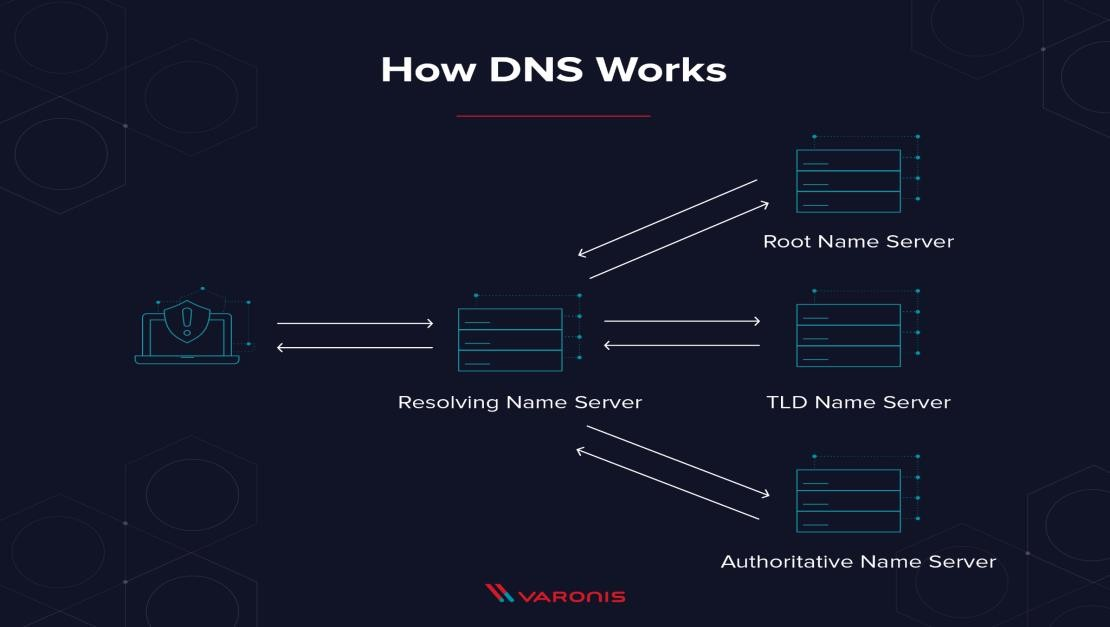 How DNS Works
Root Name Server
Resolving Name Server
TLD Name Server
Authoritative Name Server
VARONIS